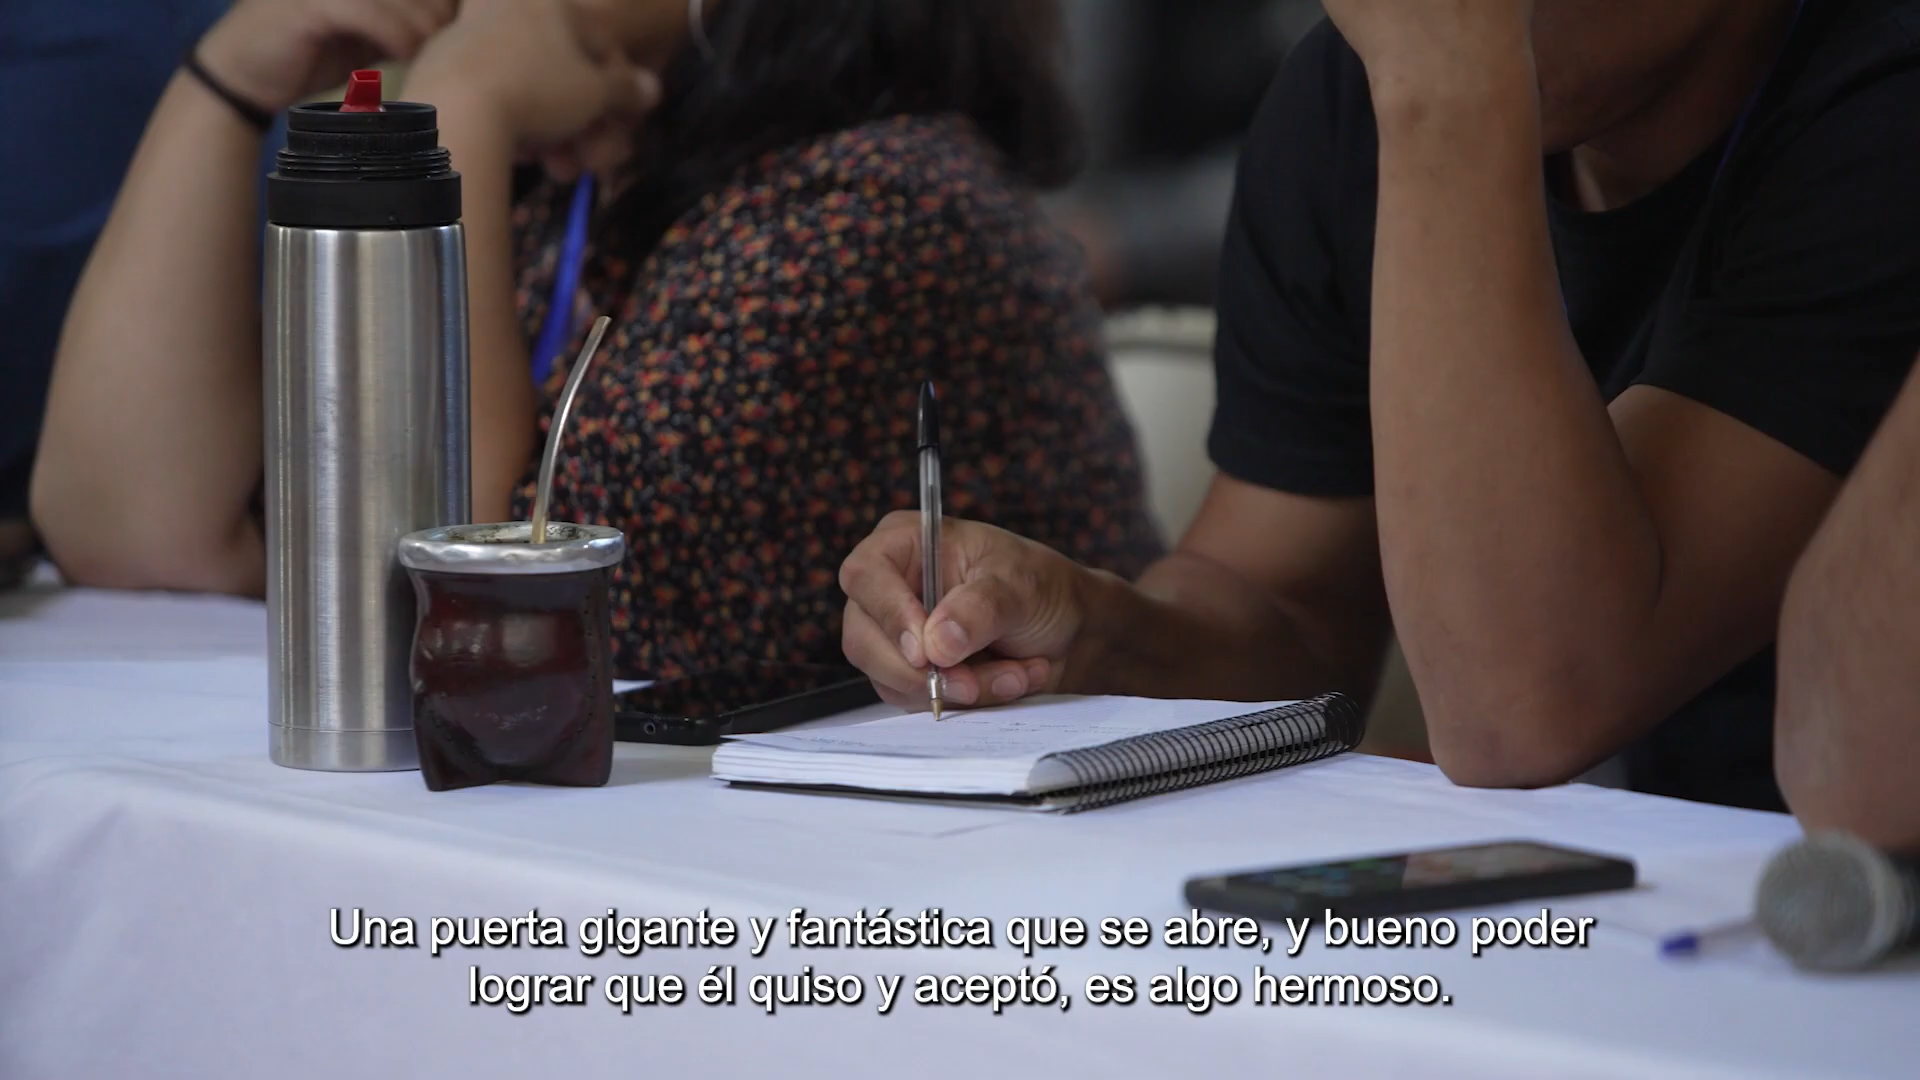 Una puerta gigante y fantástica que se abre, y bueno poder
lograr que él quiso y aceptó, es algo hermoso.